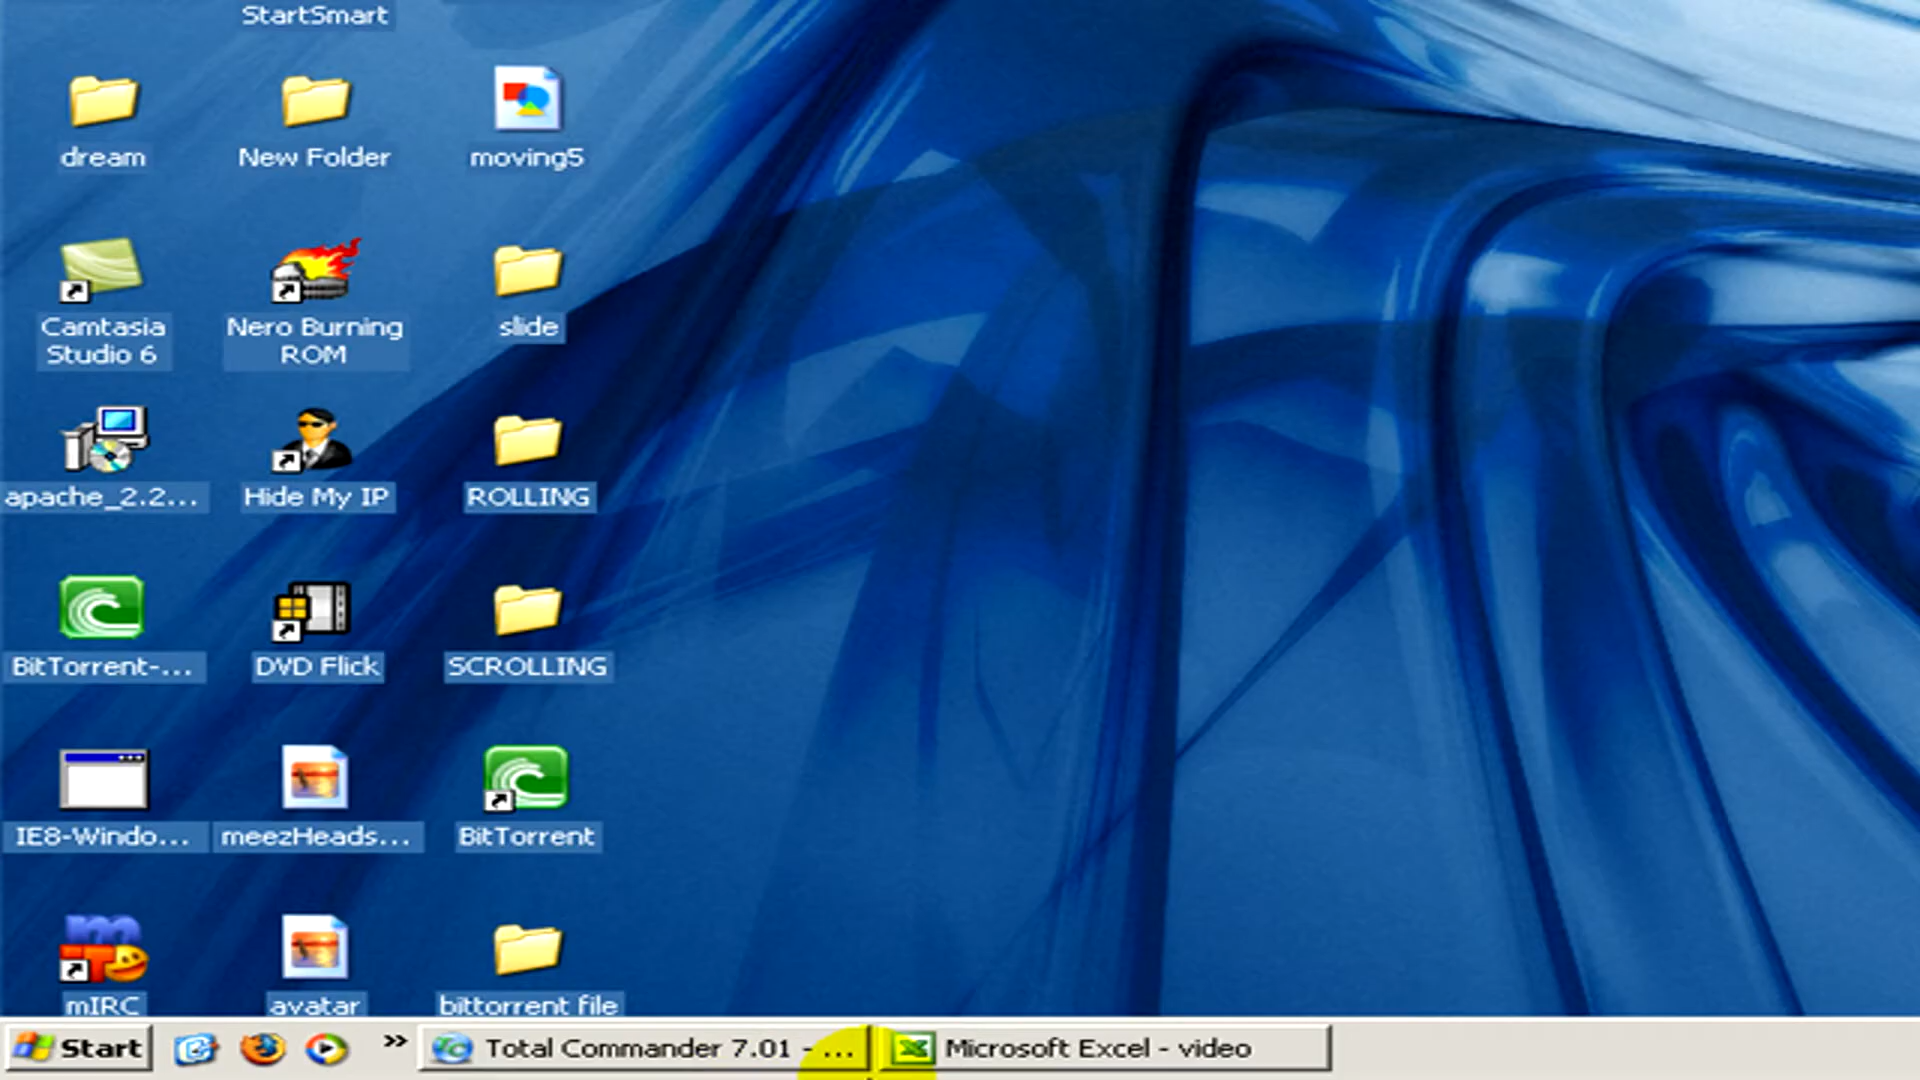 StartSmart
dream
New Folder
moving5
Camtasia
Studio 6
Nero Burning
ROM
slide
apache_2.2...
Hide My IP
ROLLING
BitTorrent-...
DVD Flick
SCROLLING
IE8-Windo...
meezHeads...
BitTorrent
mIRC
avatar
bittorrent file
Start
»
Total Commander 7.01 - ...
Microsoft Excel - video